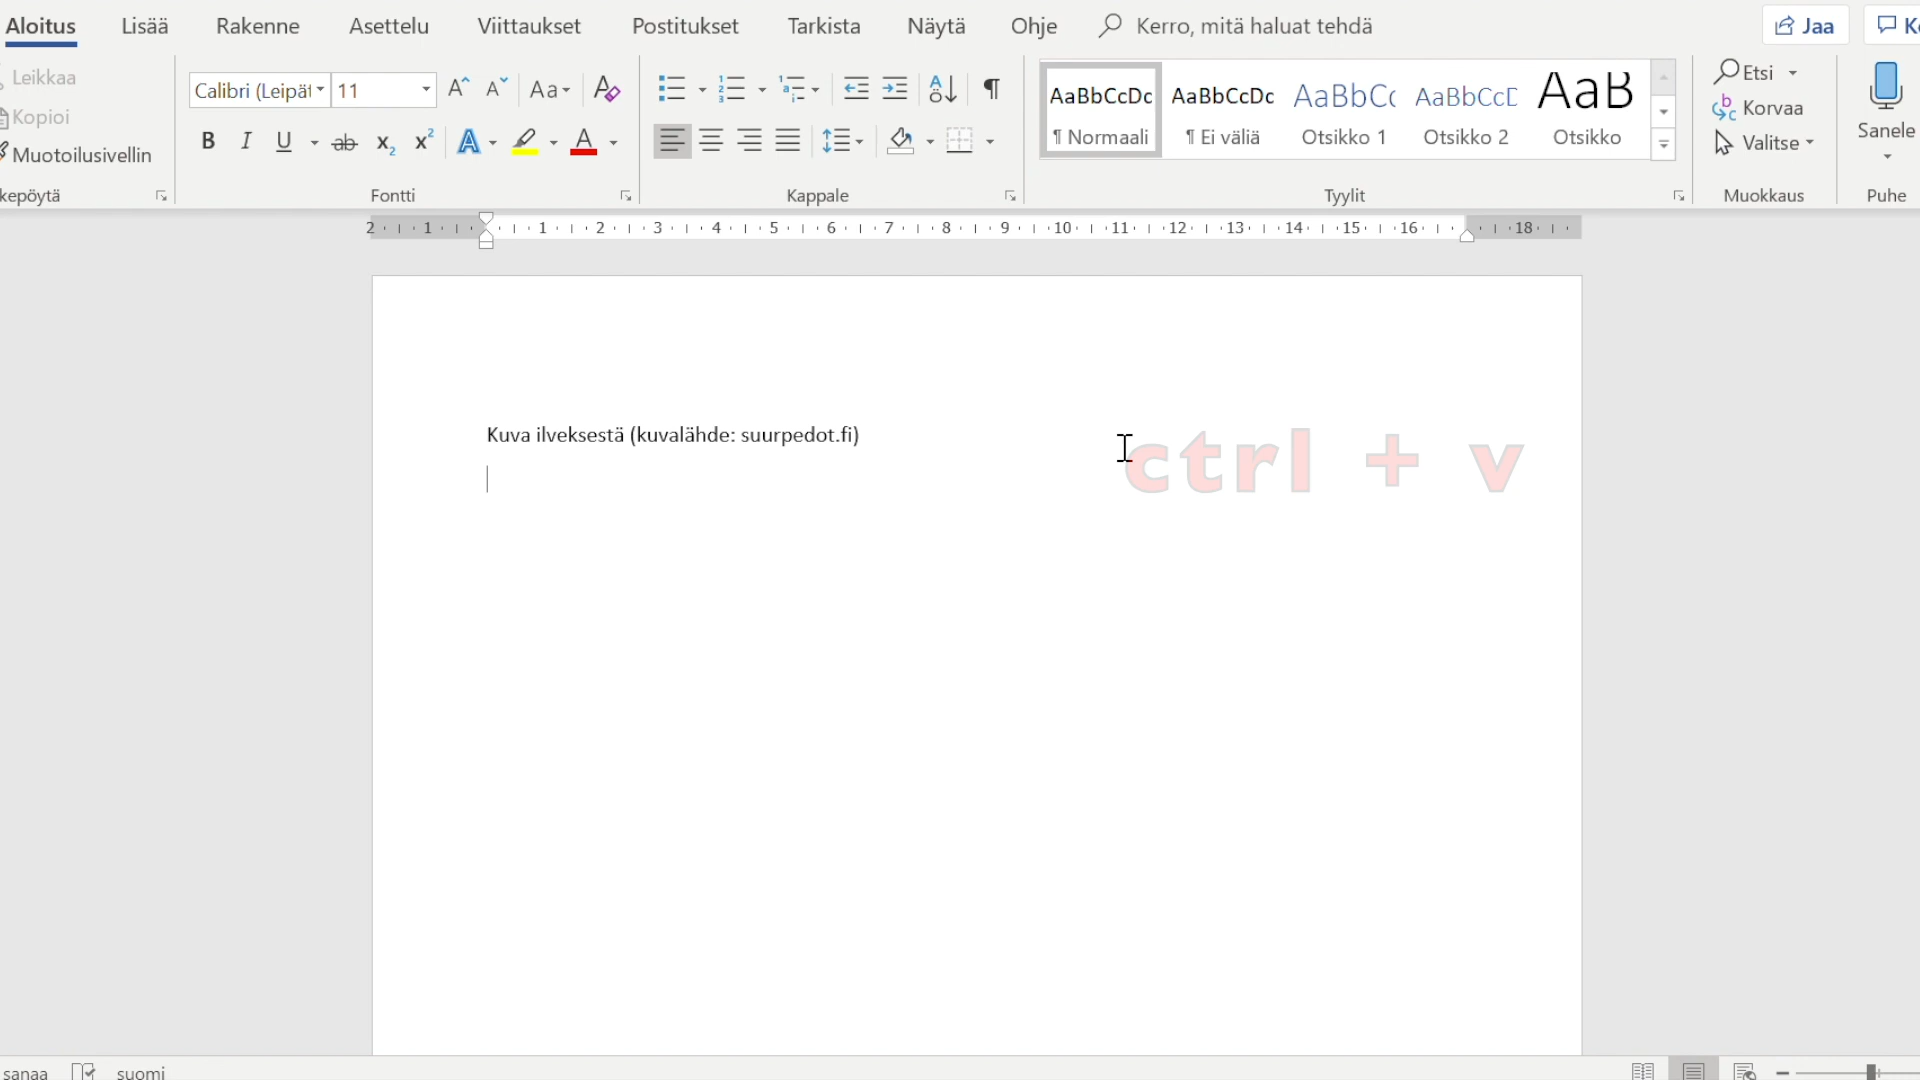 Aloitus Lisää Rakenne Asettelu Viittaukset Postitukset Tarkista Näytä Ohje Kerro, mitä haluat tehdä Jaa
Leikkaa
Kopioi
Muotoilusivellin
kepöytä
Calibri (Leipät 11
Aa
Fontti
Kappale
AaBbCcDc AaBbCcDc AaBbCc AaBbCcD AaB
¶ Normaali ¶ Ei väliä Otsikko 1 Otsikko 2 Otsikko
Tyylit
Etsi
Korvaa
Valitse
Muokkaus
Sanele
Puhe
2 1 1 2 3 4 5 6 7 8 9 10 11 12 13 14 15 16 18
Kuva ilveksestä (kuvalähde: suurpedot.fi)
ctrl + v
sanaa suomi